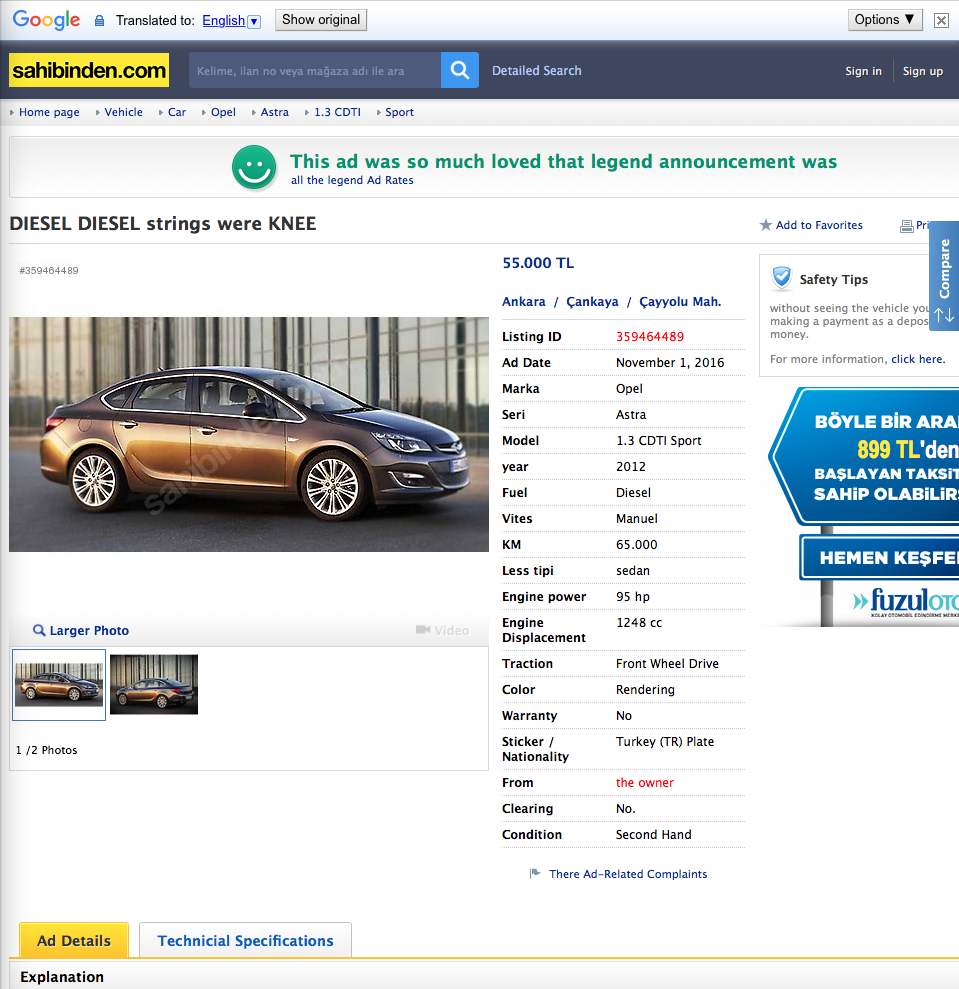 Google Translated to: English Show original Options ▼
sahibinden.com Kelime, ilan no veya mağaza adı ile ara Detailed Search Sign in Sign up
Home page Vehicle Car Opel Astra 1.3 CDTI Sport
This ad was so much loved that legend announcement was
all the legend Ad Rates
DIESEL DIESEL strings were KNEE
Add to Favorites
#359464489
55.000 TL
Ankara / Çankaya / Çayyolu Mah.
Listing ID 359464489
Ad Date November 1, 2016
Marka Opel
Seri Astra
Model 1.3 CDTI Sport
year 2012
Fuel Diesel
Vites Manuel
KM 65.000
Less tipi sedan
Engine power 95 hp
Engine Displacement 1248 cc
Traction Front Wheel Drive
Color Rendering
Warranty No
Sticker / Nationality Turkey (TR) Plate
From the owner
Clearing No.
Condition Second Hand
There Ad-Related Complaints
Compare
Safety Tips
without seeing the vehicle you
making a payment as a depos
money.
For more information, click here.
BÖYLE BİR ARA
899 TL'den
BAŞLAYAN TAKSİT
SAHİP OLABİLİRS
HEMEN KEŞFE
fuzuloto
KOLAY OTOMOBİL EDİNDİRME MERKE
sahibinden
Larger Photo Video
1 /2 Photos
Ad Details Technicial Specifications
Explanation